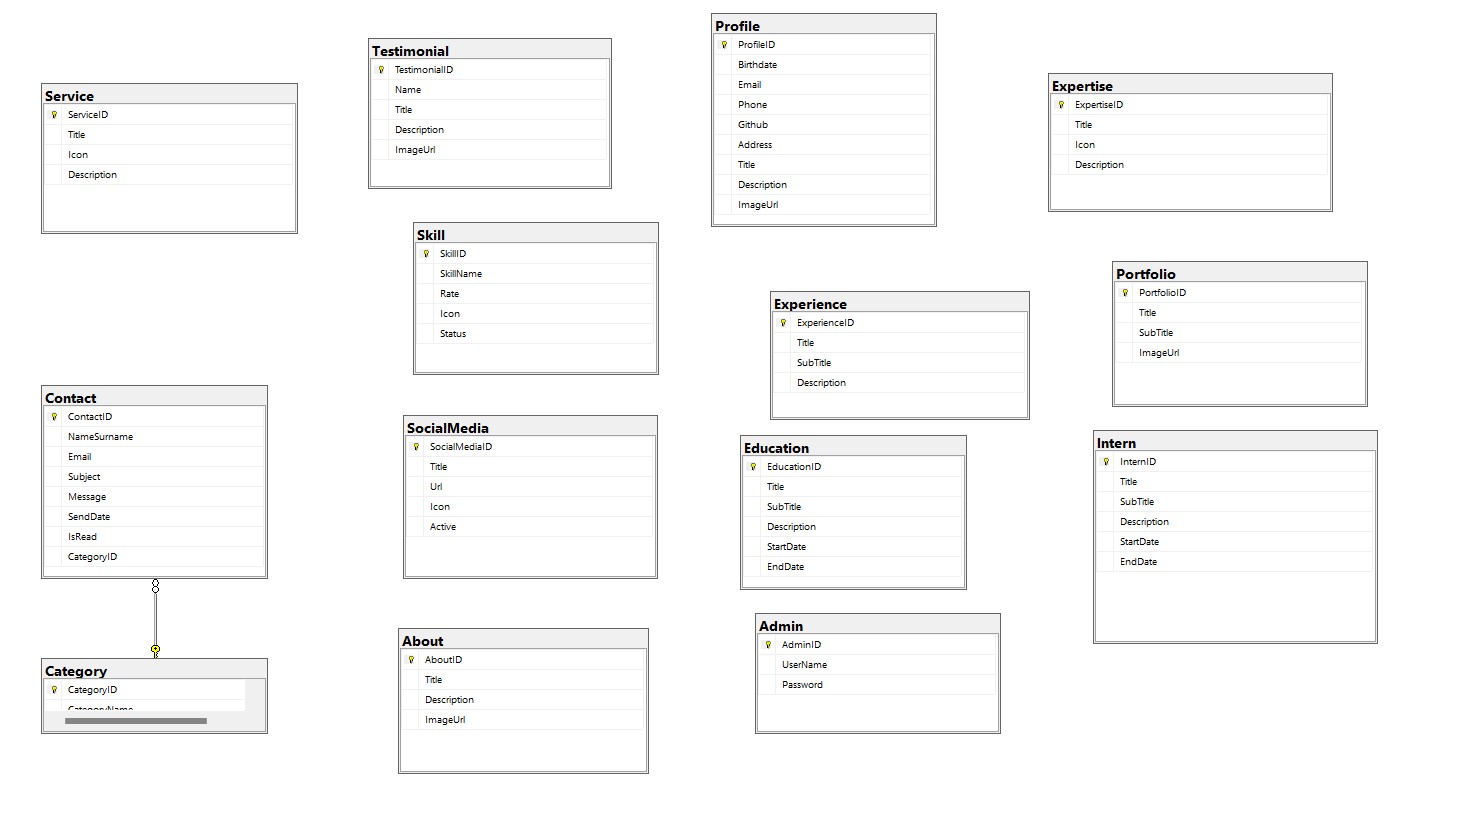 Service
ServiceID
Title
Icon
Description
Testimonial
TestimonialID
Name
Title
Description
ImageUrl
Profile
ProfileID
Birthdate
Email
Phone
Github
Address
Title
Description
ImageUrl
Expertise
ExpertiseID
Title
Icon
Description
Skill
SkillID
SkillName
Rate
Icon
Status
Experience
ExperienceID
Title
SubTitle
Description
Portfolio
PortfolioID
Title
SubTitle
ImageUrl
Contact
ContactID
NameSurname
Email
Subject
Message
SendDate
IsRead
CategoryID
SocialMedia
SocialMediaID
Title
Url
Icon
Active
Education
EducationID
Title
SubTitle
Description
StartDate
EndDate
Intern
InternID
Title
SubTitle
Description
StartDate
EndDate
Category
CategoryID
CategoryName
About
AboutID
Title
Description
ImageUrl
Admin
AdminID
UserName
Password